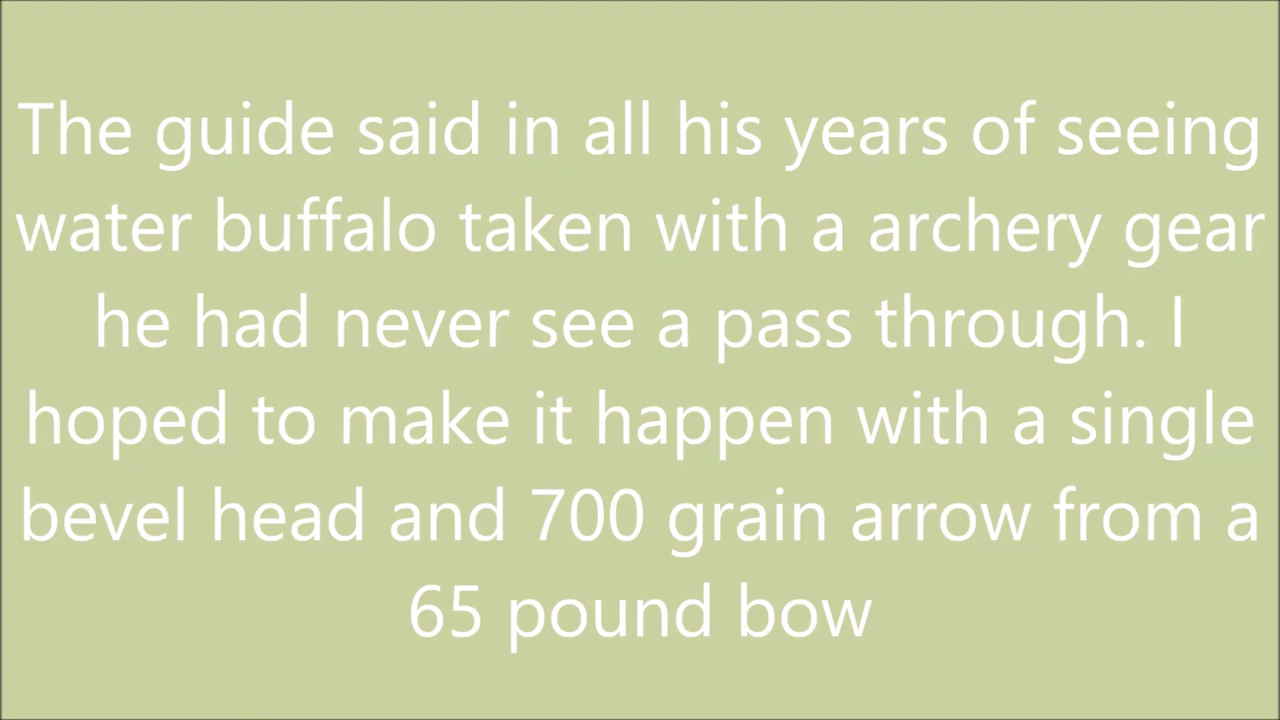 The guide said in all his years of seeing
water buffalo taken with a archery gear
he had never see a pass through. I
hoped to make it happen with a single
bevel head and 700 grain arrow from a
65 pound bow